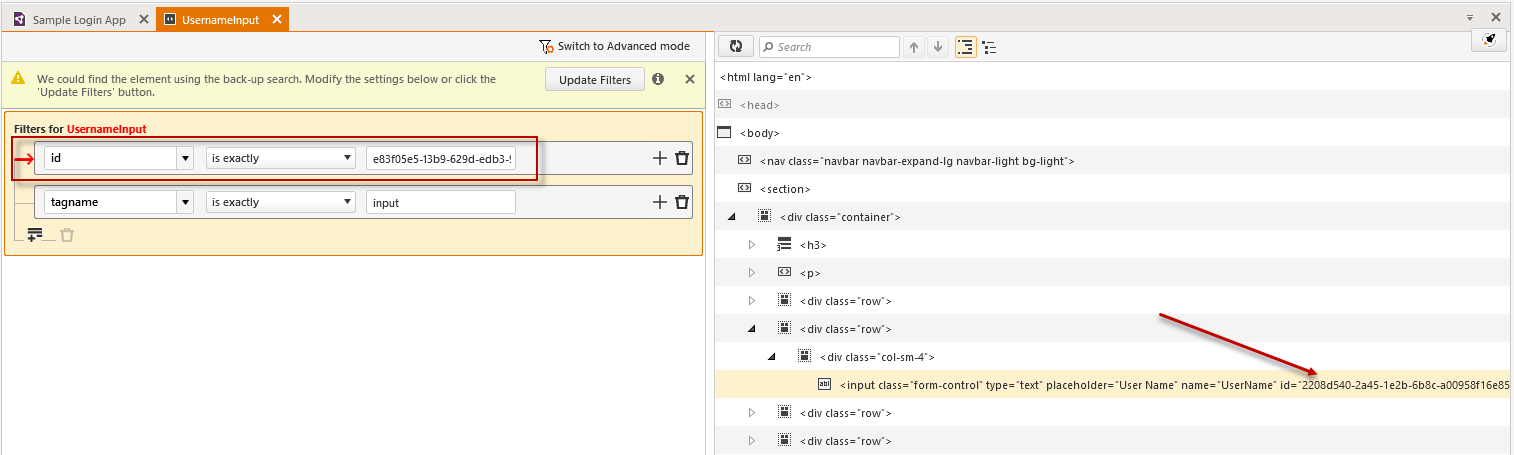 Sample Login App
UsernameInput
Switch to Advanced mode
We could find the element using the back-up search. Modify the settings below or click the
'Update Filters' button.
Update Filters
Filters for UsernameInput
id
is exactly
e83f05e5-13b9-629d-edb3-
tagname
is exactly
input
Search
<html lang="en">
<head>
<body>
<nav class="navbar navbar-expand-lg navbar-light bg-light">
<section>
<div class="container">
<h3>
<p>
<div class="row">
<div class="row">
<div class="col-sm-4">
<input class="form-control" type="text" placeholder="User Name" name="UserName" id="2208d540-2a45-1e2b-6b8c-a00958f16e85
<div class="row">
<div class="row">